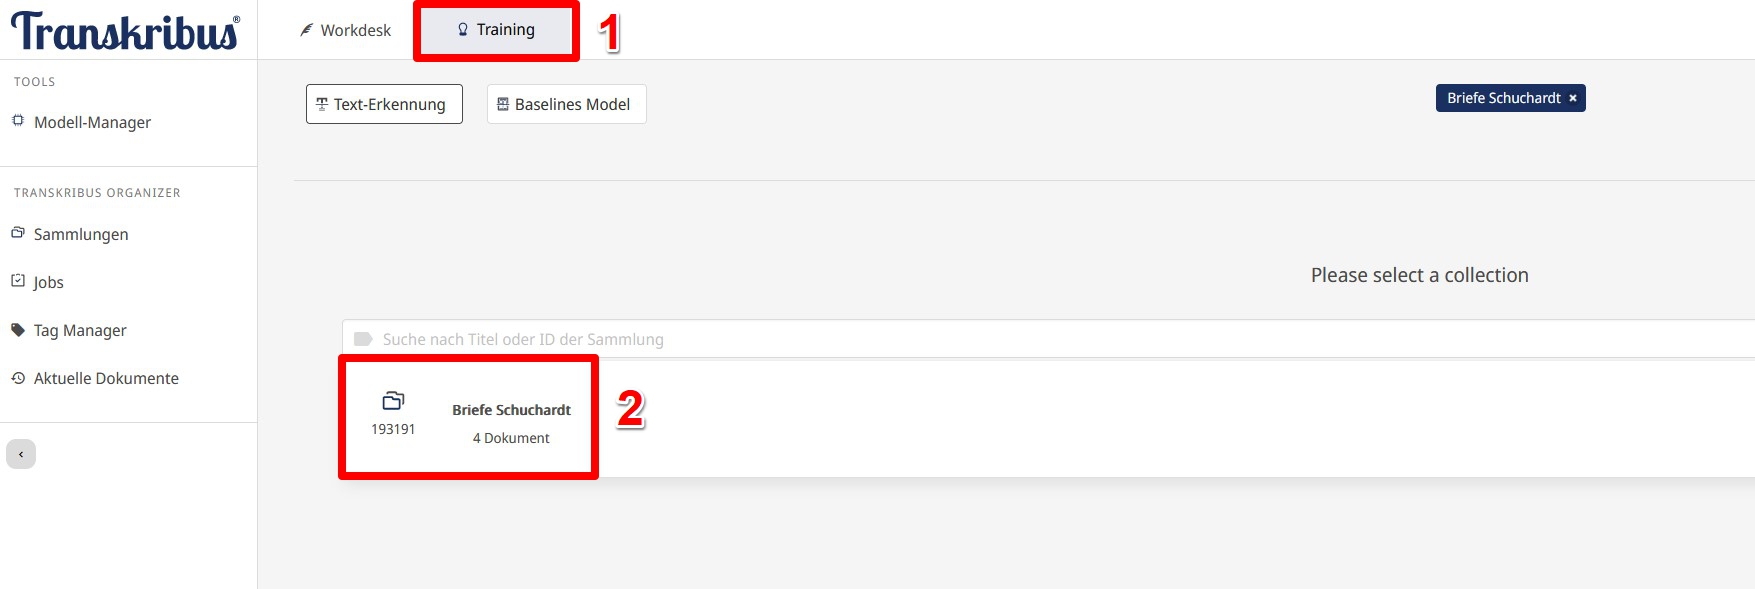 Transkribus®
Workdesk
Training
1
TOOLS
Modell-Manager
TRANSKRIBUS ORGANIZER
Sammlungen
Jobs
Tag Manager
Aktuelle Dokumente
Text-Erkennung
Baselines Model
Briefe Schuchardt ×
Please select a collection
Suche nach Titel oder ID der Sammlung
193191
Briefe Schuchardt
4 Dokument
2